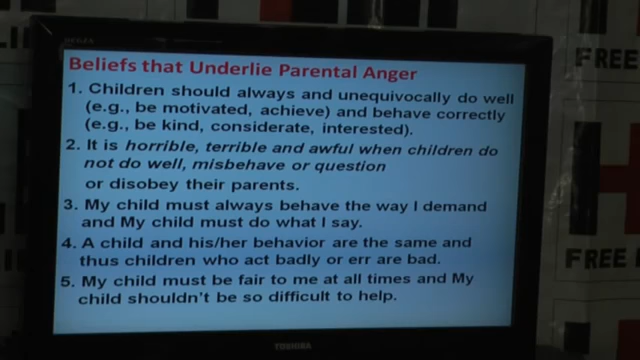 Beliefs that Underlie Parental Anger
1. Children should always and unequivocally do well
(e.g., be motivated, achieve) and behave correctly
(e.g., be kind, considerate, interested).
2. It is horrible, terrible and awful when children do
not do well, misbehave or question
or disobey their parents.
3. My child must always behave the way I demand
and My child must do what I say.
4. A child and his/her behavior are the same and
thus children who act badly or err are bad.
5. My child must be fair to me at all times and My
child shouldn't be so difficult to help.
TOSHIBA
FREE
FREE